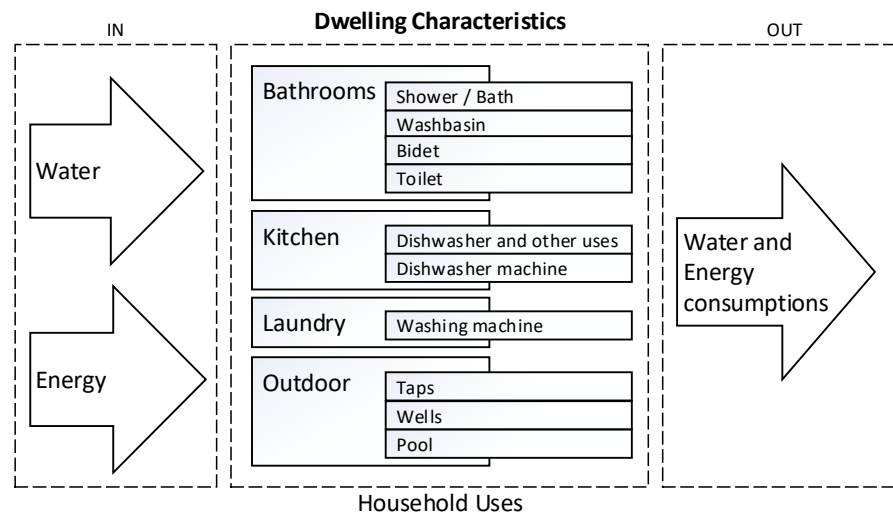 Dwelling Characteristics
IN
OUT
Water
Energy
Bathrooms
Shower / Bath
Washbasin
Bidet
Toilet
Kitchen
Dishwasher and other uses
Dishwasher machine
Laundry
Washing machine
Outdoor
Taps
Wells
Pool
Water and
Energy
consumptions
Household Uses